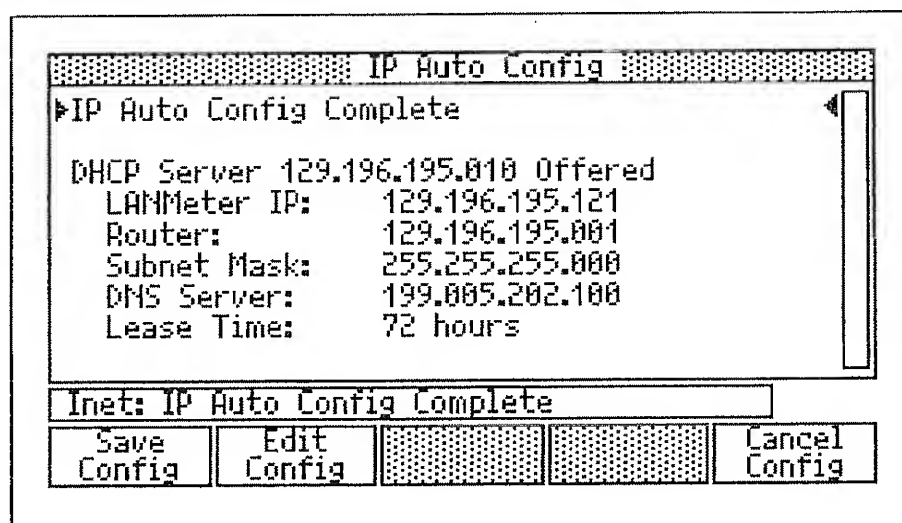 IP Auto Config
IP Auto Config Complete
DHCP Server 129.196.195.010 Offered
LANMeter IP: 129.196.195.121
Router: 129.196.195.001
Subnet Mask: 255.255.255.000
DNS Server: 199.005.202.100
Lease Time: 72 hours
Inet: IP Auto Config Complete
Save Config
Edit Config
Cancel Config